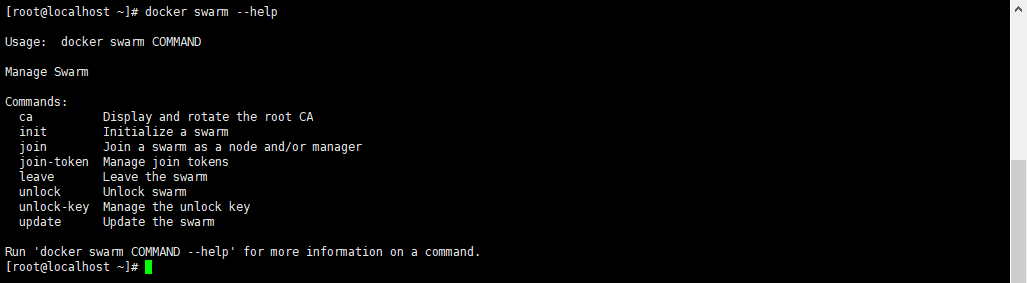 [root@localhost ~]# docker swarm --help
Usage:  docker swarm COMMAND
Manage Swarm
Commands:
  ca          Display and rotate the root CA
  init        Initialize a swarm
  join        Join a swarm as a node and/or manager
  join-token  Manage join tokens
  leave       Leave the swarm
  unlock      Unlock swarm
  unlock-key  Manage the unlock key
  update      Update the swarm
Run 'docker swarm COMMAND --help' for more information on a command.
[root@localhost ~]#